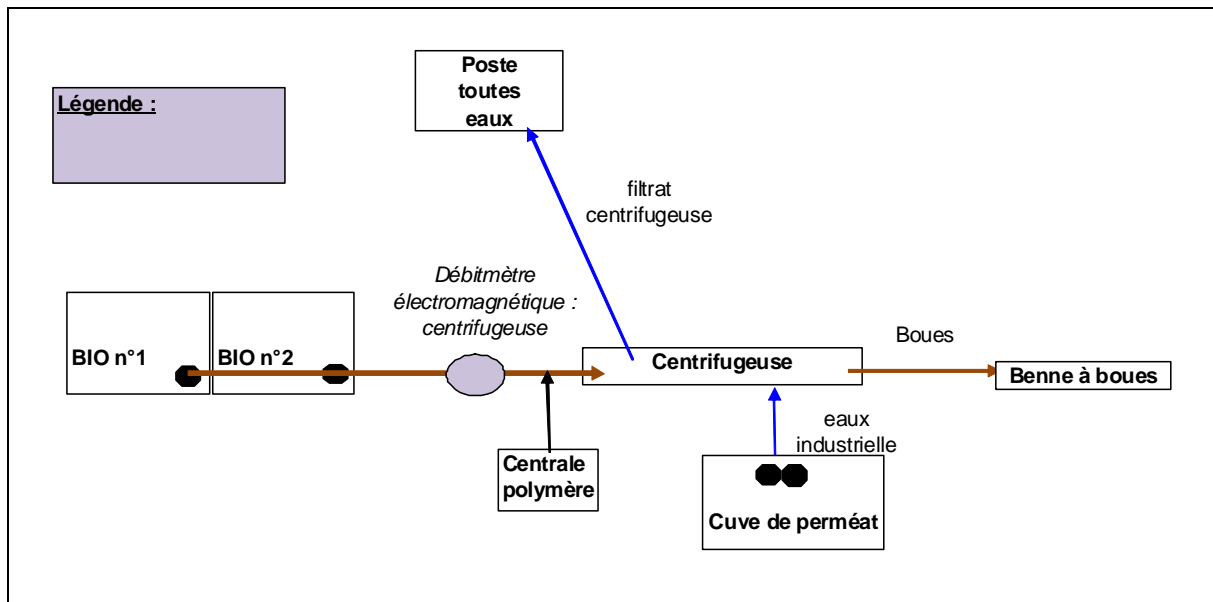 Poste
toutes
eaux
Légende :
filtrat
centrifugeuse
Débitmètre
électromagnétique :
centrifugeuse
BIO n°1
BIO n°2
Centrifugeuse
Boues
Benne à boues
eaux
industrielle
Centrale
polymère
Cuve de perméat